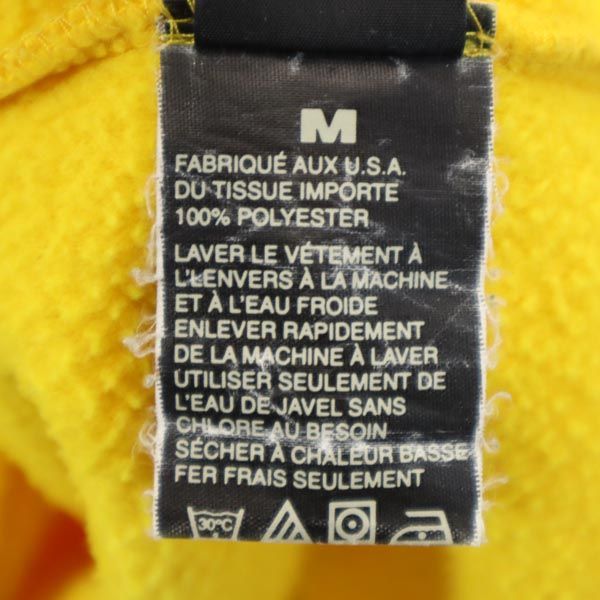 M
FABRIQUÉ AUX U.S.A.
DU TISSUE IMPORTE
100% POLYESTER
LAVER LE VÊTEMENT À
L'LENVERS À LA MACHINE
ET À L'EAU FROIDE
ENLEVER RAPIDEMENT
DE LA MACHINE À LAVER
UTILISER SEULEMENT DE
L'EAU DE JAVEL SANS
CHLORE AU BESOIN
SÉCHER À CHALEUR BASSE
FER FRAIS SEULEMENT
30°C